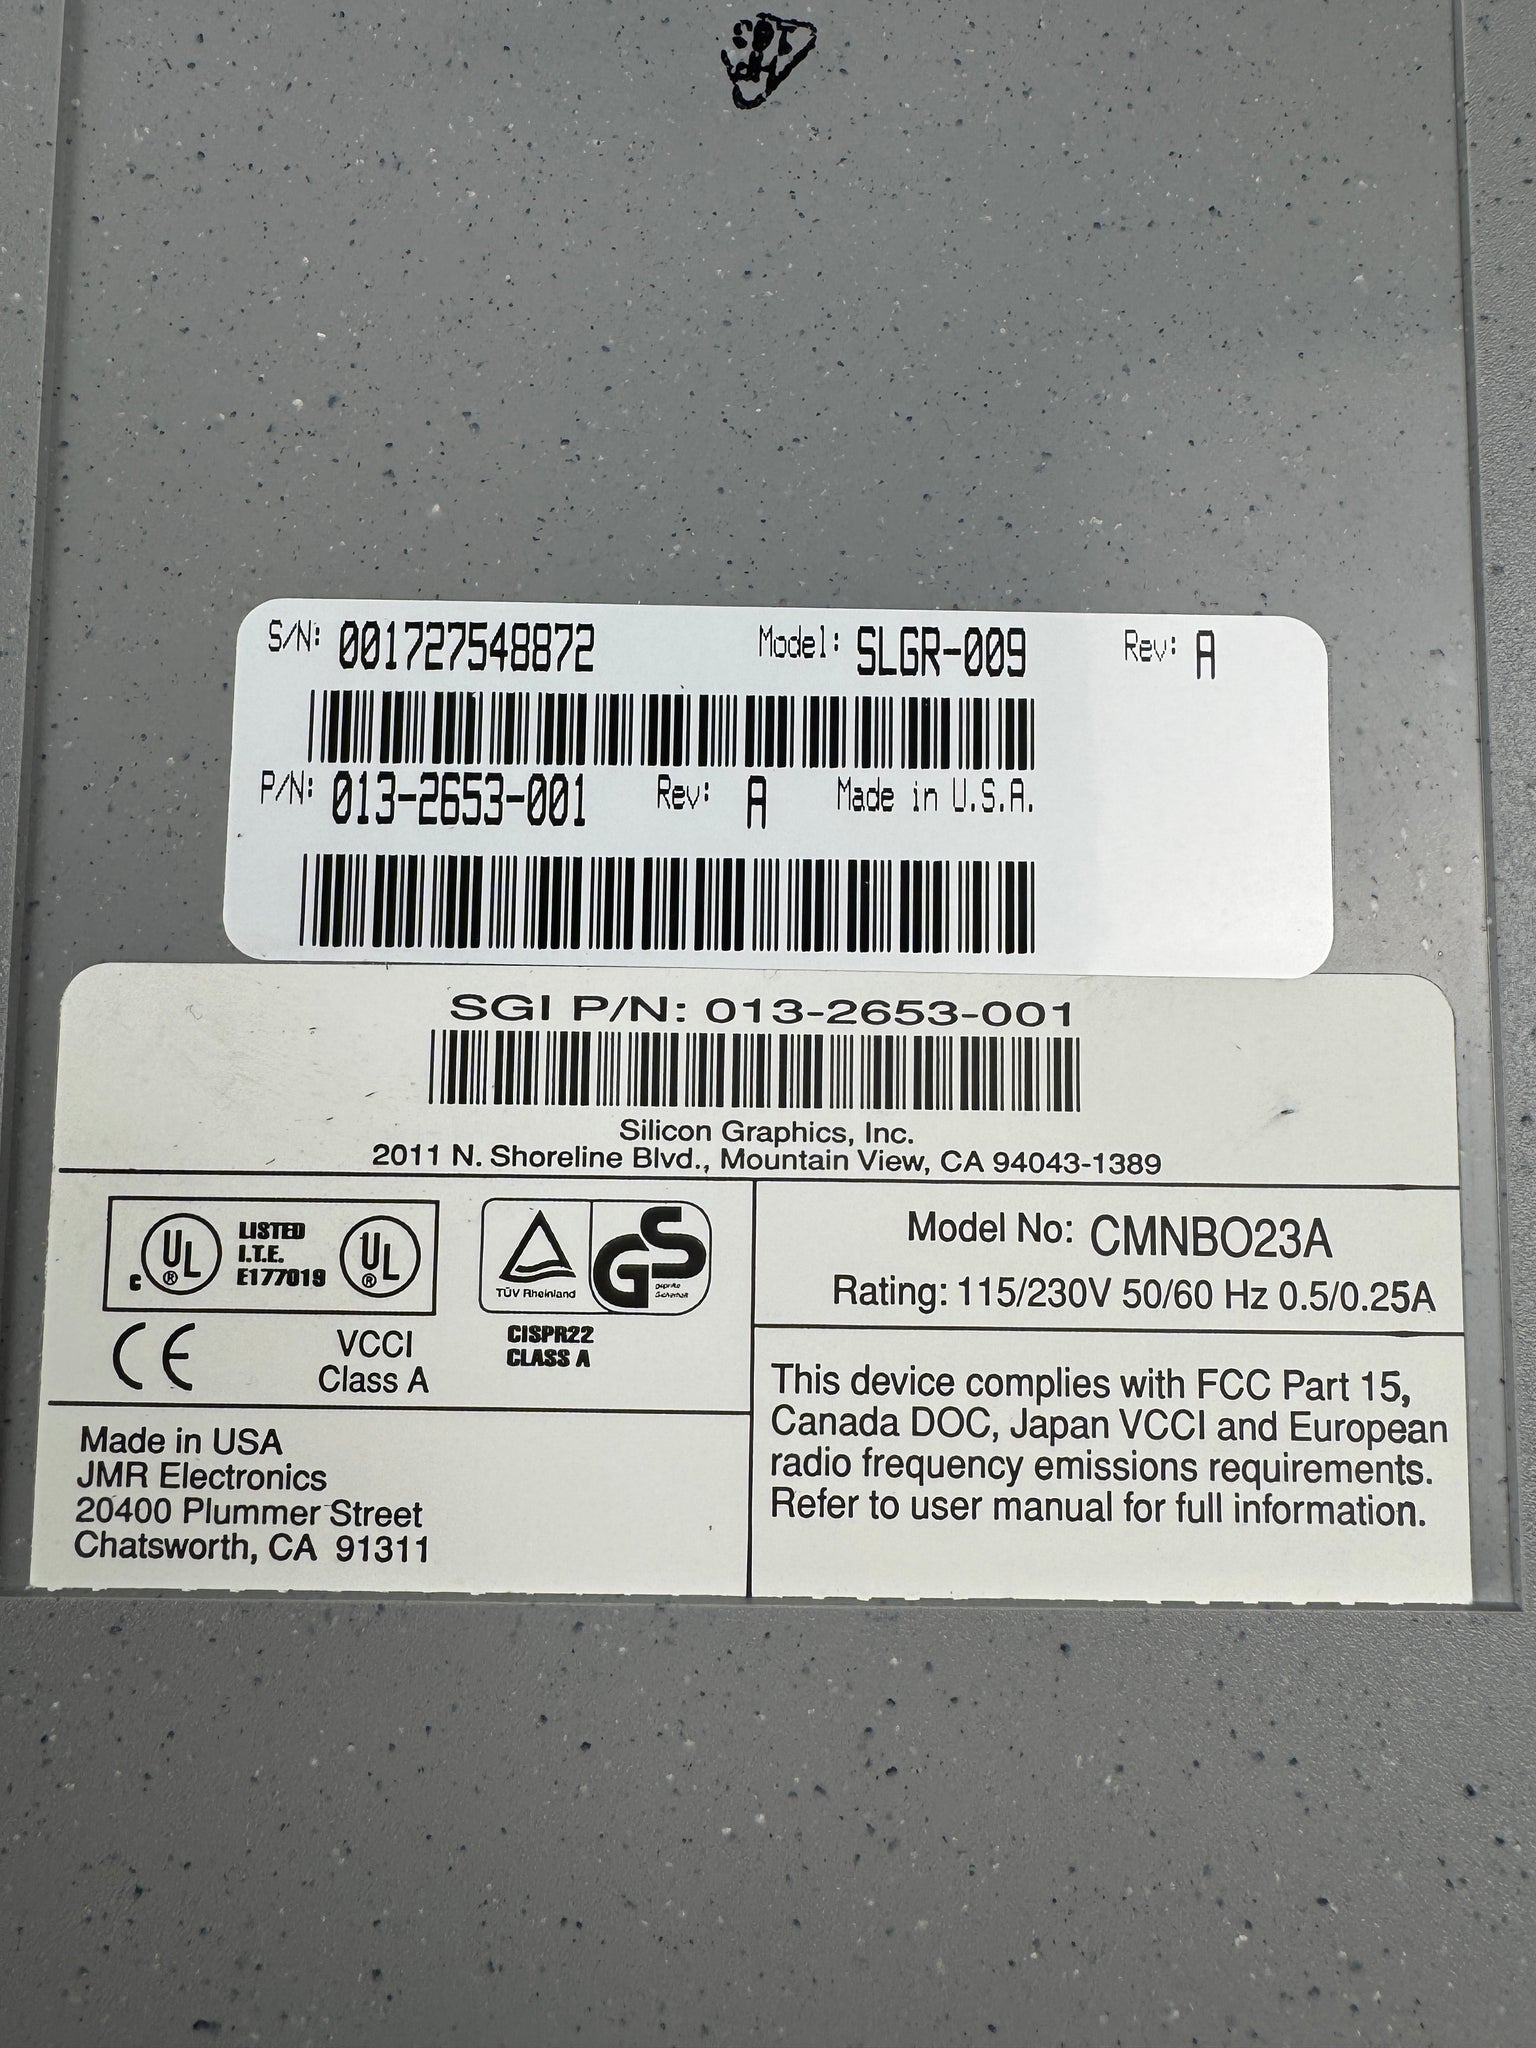 S/N: 001727548872 Model: SLGR-009 Rev: A
P/N: 013-2653-001 Rev: A Made in U.S.A.
SGI P/N: 013-2653-001
Silicon Graphics, Inc.
2011 N. Shoreline Blvd., Mountain View, CA 94043-1389
C UL ® LISTED I.T.E. E177019 UL ®
TÜV Rheinland GS geprüfte Sicherheit
CISPR22
CLASS A
CE VCCI
Class A
Model No: CMNBO23A
Rating: 115/230V 50/60 Hz 0.5/0.25A
Made in USA
JMR Electronics
20400 Plummer Street
Chatsworth, CA 91311
This device complies with FCC Part 15,
Canada DOC, Japan VCCI and European
radio frequency emissions requirements.
Refer to user manual for full information.